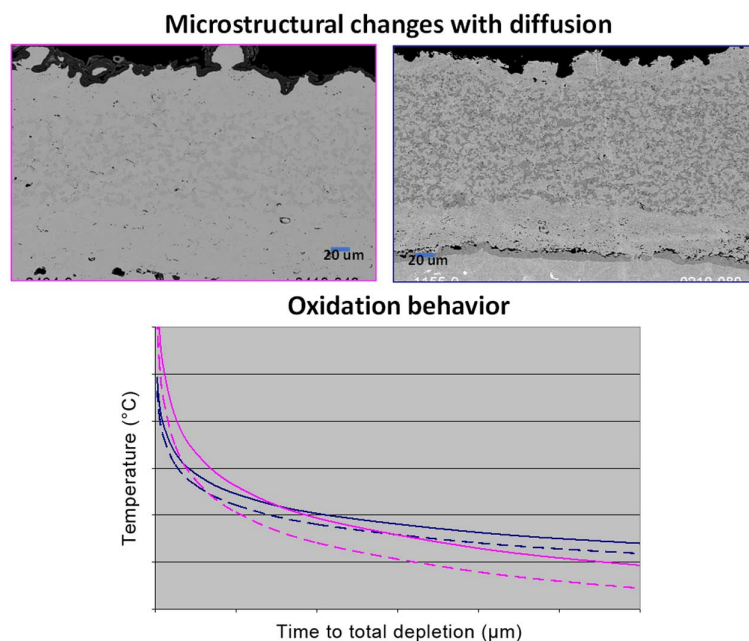 Microstructural changes with diffusion
20 um
20 um
Oxidation behavior
Temperature (°C)
Time to total depletion (µm)